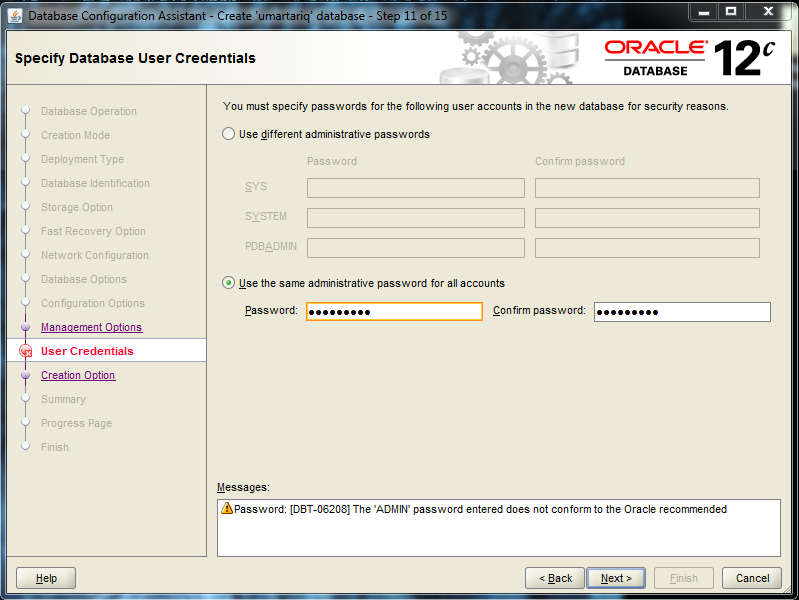 Database Configuration Assistant - Create 'umartariq' database - Step 11 of 15
Specify Database User Credentials
ORACLE®
DATABASE 12c
Database Operation
Creation Mode
Deployment Type
Database Identification
Storage Option
Fast Recovery Option
Network Configuration
Database Options
Configuration Options
Management Options
User Credentials
Creation Option
Summary
Progress Page
Finish
You must specify passwords for the following user accounts in the new database for security reasons.
Use different administrative passwords
Password Confirm password
SYS
SYSTEM
PDBADMIN
Use the same administrative password for all accounts
Password: ●●●●●●●●● Confirm password: ●●●●●●●●●
Messages:
Password: [DBT-06208] The 'ADMIN' password entered does not conform to the Oracle recommended
Help < Back Next > Finish Cancel